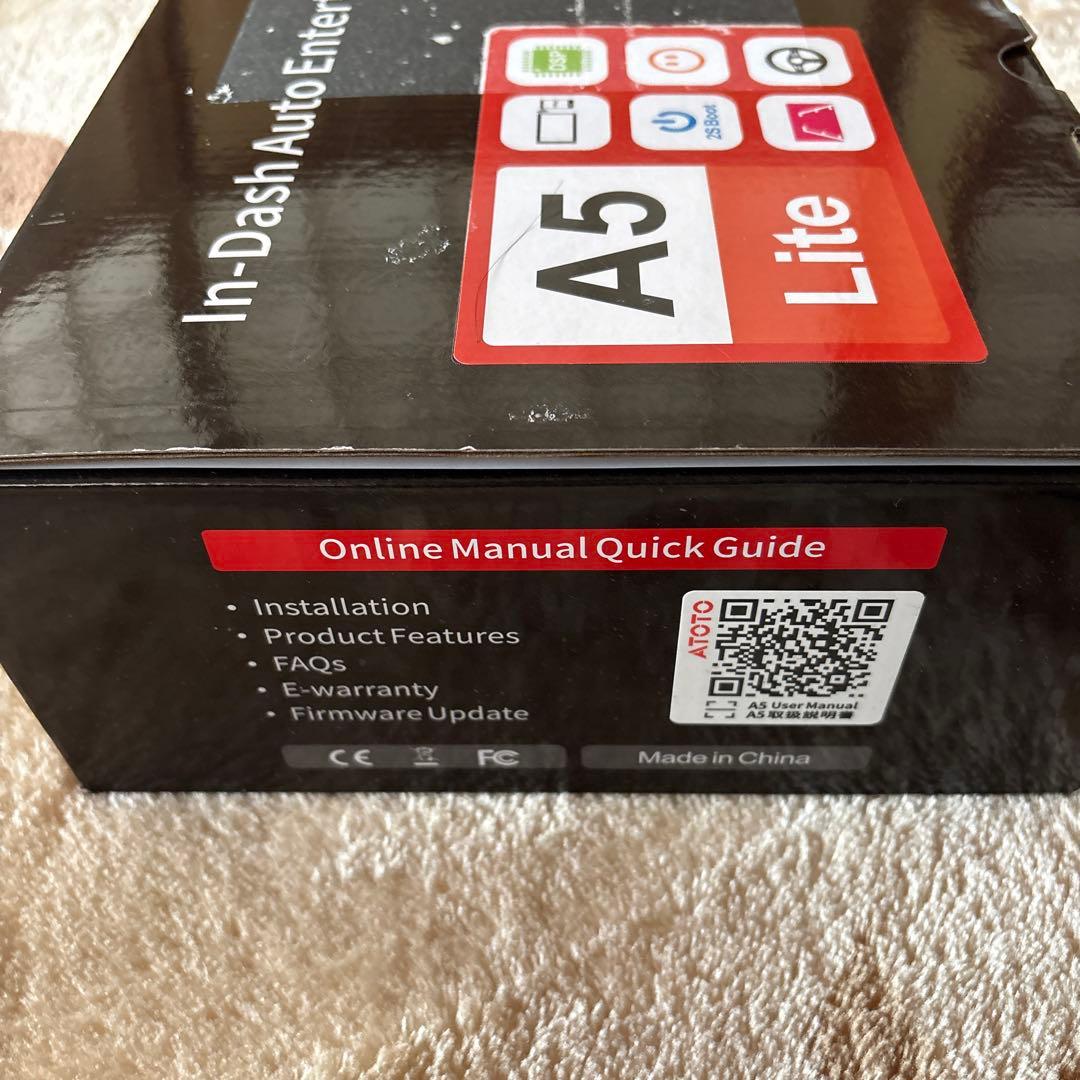 In-Dash Auto Enter
DSP
2S Boot
A5
Lite
Online Manual Quick Guide
• Installation
• Product Features
• FAQs
• E-warranty
• Firmware Update
ATOTO
A5 User Manual
A5 取扱説明書
CE FC
Made in China